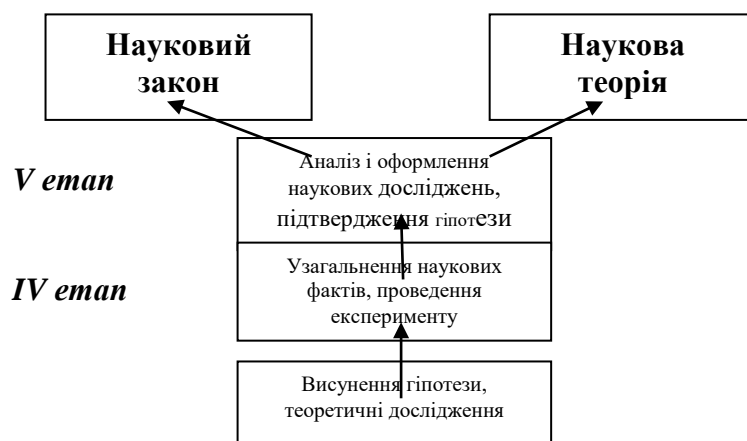 Науковий
закон
Наукова
теорія
V етап
Аналіз і оформлення
наукових досліджень,
підтвердження гіпотези
IV етап
Узагальнення наукових
фактів, проведення
експерименту
Висунення гіпотези,
теоретичні дослідження